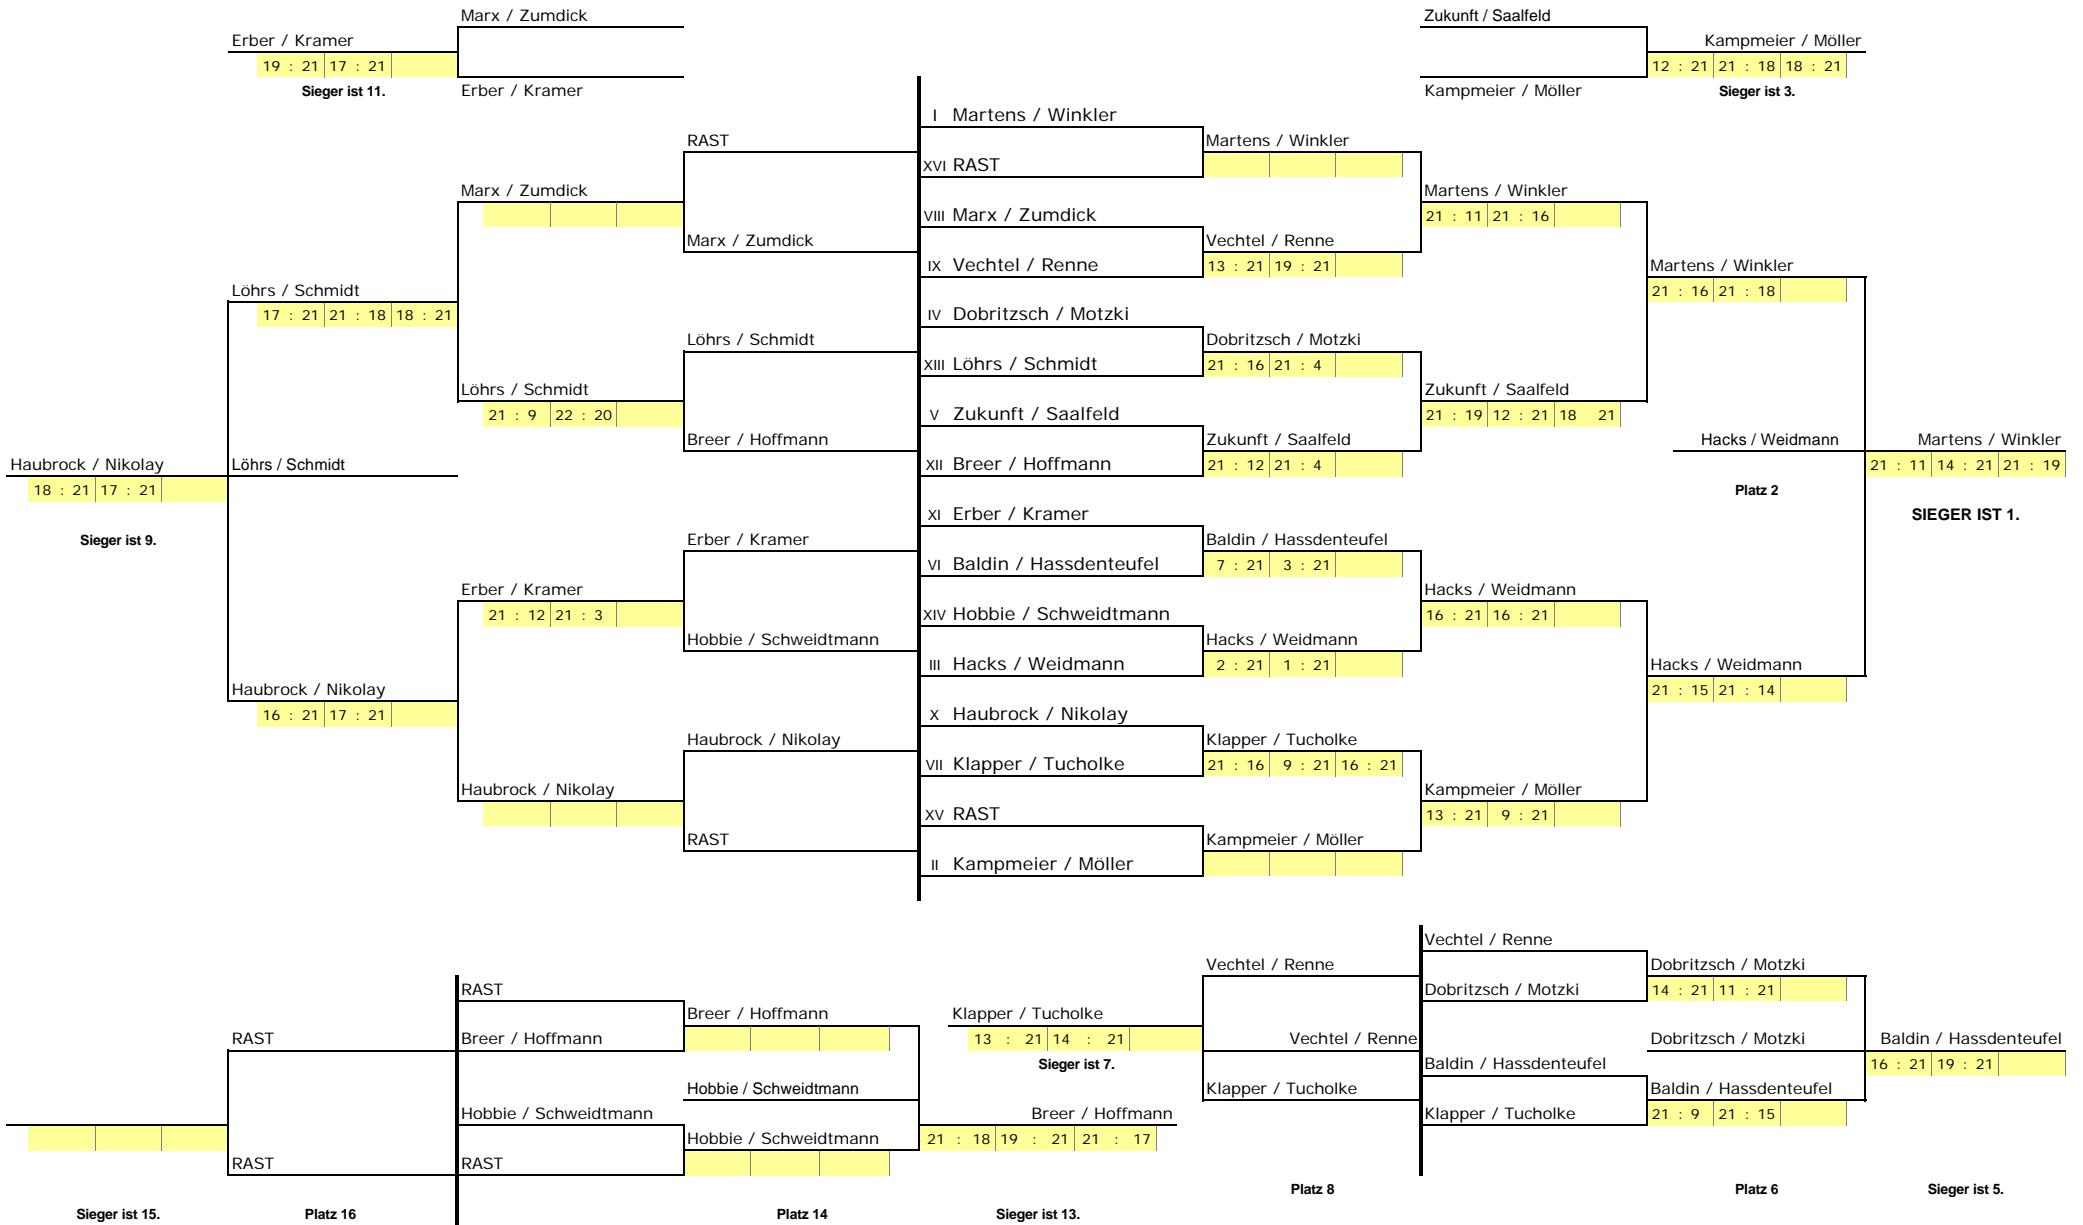 Marx / Zumdick
Zukunft / Saalfeld
Erber / Kramer
Kampmeier / Möller
19 : 21 17 : 21
12 : 21 21 : 18 18 : 21
Sieger ist 11.
Erber / Kramer
Kampmeier / Möller
Sieger ist 3.
I Martens / Winkler
RAST
Martens / Winkler
XVI RAST
Marx / Zumdick
Martens / Winkler
VIII Marx / Zumdick
21 : 11 21 : 16
Marx / Zumdick
Vechtel / Renne
IX Vechtel / Renne
13 : 21 19 : 21
Martens / Winkler
Löhrs / Schmidt
21 : 16 21 : 18
17 : 21 21 : 18 18 : 21
IV Dobritzsch / Motzki
Löhrs / Schmidt
Dobritzsch / Motzki
XIII Löhrs / Schmidt
21 : 16 21 : 4
Löhrs / Schmidt
Zukunft / Saalfeld
21 : 9 22 : 20
V Zukunft / Saalfeld
21 : 19 12 : 21 18 21
Breer / Hoffmann
Zukunft / Saalfeld
Hacks / Weidmann
Martens / Winkler
Haubrock / Nikolay
Löhrs / Schmidt
XII Breer / Hoffmann
21 : 12 21 : 4
21 : 11 14 : 21 21 : 19
18 : 21 17 : 21
Platz 2
XI Erber / Kramer
SIEGER IST 1.
Sieger ist 9.
Erber / Kramer
Baldin / Hassdenteufel
VI Baldin / Hassdenteufel
7 : 21 3 : 21
Erber / Kramer
Hacks / Weidmann
21 : 12 21 : 3
XIV Hobbie / Schweidtmann
16 : 21 16 : 21
Hobbie / Schweidtmann
Hacks / Weidmann
III Hacks / Weidmann
2 : 21 1 : 21
Hacks / Weidmann
Haubrock / Nikolay
21 : 15 21 : 14
16 : 21 17 : 21
X Haubrock / Nikolay
Haubrock / Nikolay
Klapper / Tucholke
VII Klapper / Tucholke
21 : 16 9 : 21 16 : 21
Haubrock / Nikolay
Kampmeier / Möller
XV RAST
13 : 21 9 : 21
RAST
Kampmeier / Möller
II Kampmeier / Möller
Vechtel / Renne
Vechtel / Renne
Dobritzsch / Motzki
RAST
Dobritzsch / Motzki
14 : 21 11 : 21
Breer / Hoffmann
Klapper / Tucholke
RAST
Breer / Hoffmann
13 : 21 14 : 21
Vechtel / Renne
Dobritzsch / Motzki
Baldin / Hassdenteufel
Sieger ist 7.
Baldin / Hassdenteufel
16 : 21 19 : 21
Hobbie / Schweidtmann
Klapper / Tucholke
Baldin / Hassdenteufel
Hobbie / Schweidtmann
Breer / Hoffmann
Klapper / Tucholke
21 : 9 21 : 15
Hobbie / Schweidtmann
21 : 18 19 : 21 21 : 17
RAST
RAST
Platz 8
Platz 6
Sieger ist 5.
Sieger ist 15.
Platz 16
Platz 14
Sieger ist 13.